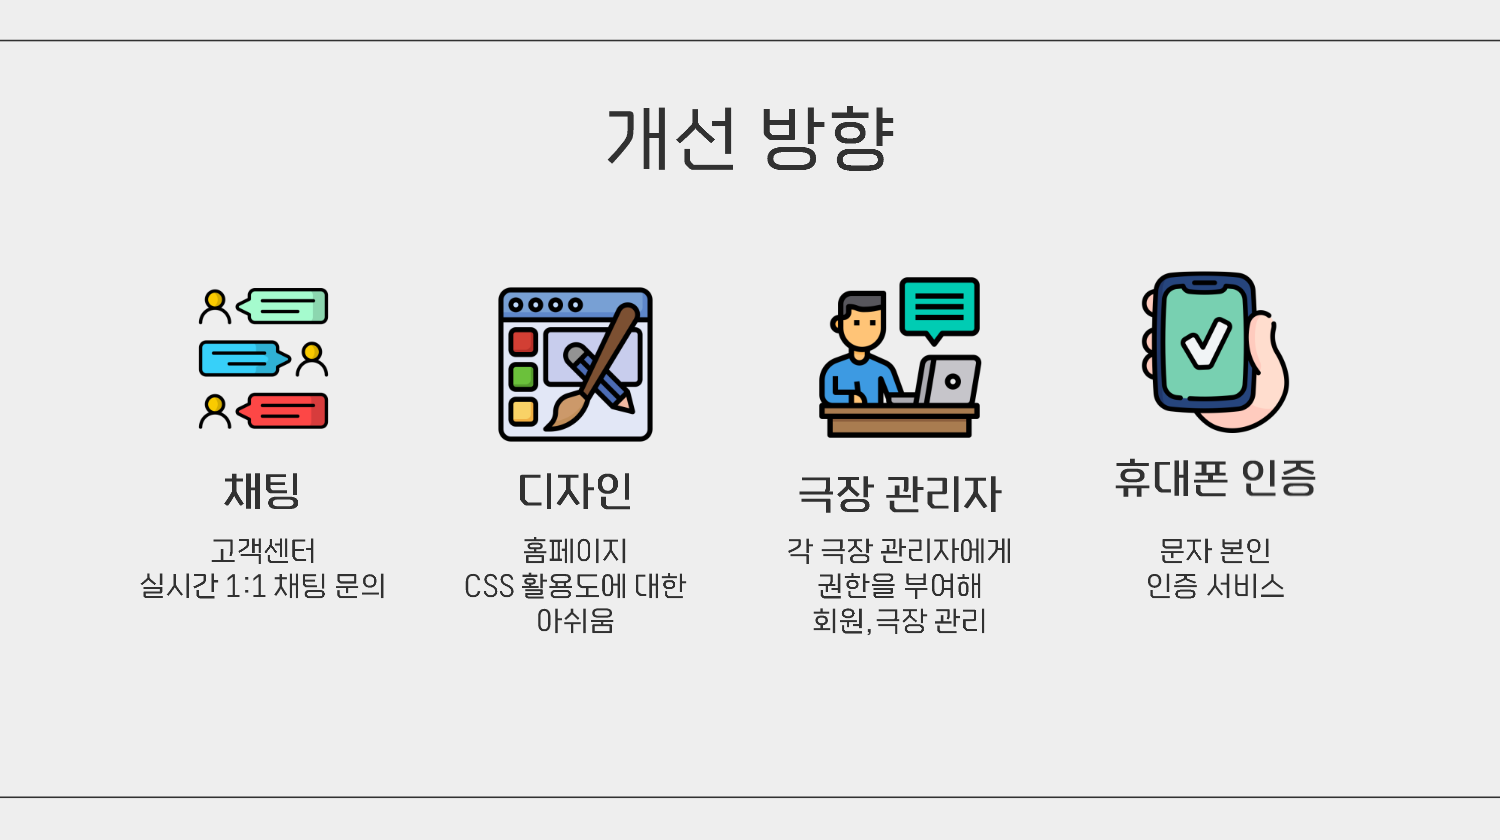 개선 방향
채팅
고객센터
실시간 1:1 채팅 문의
디자인
홈페이지
CSS 활용도에 대한
아쉬움
극장 관리자
각 극장 관리자에게
권한을 부여해
회원,극장 관리
휴대폰 인증
문자 본인
인증 서비스